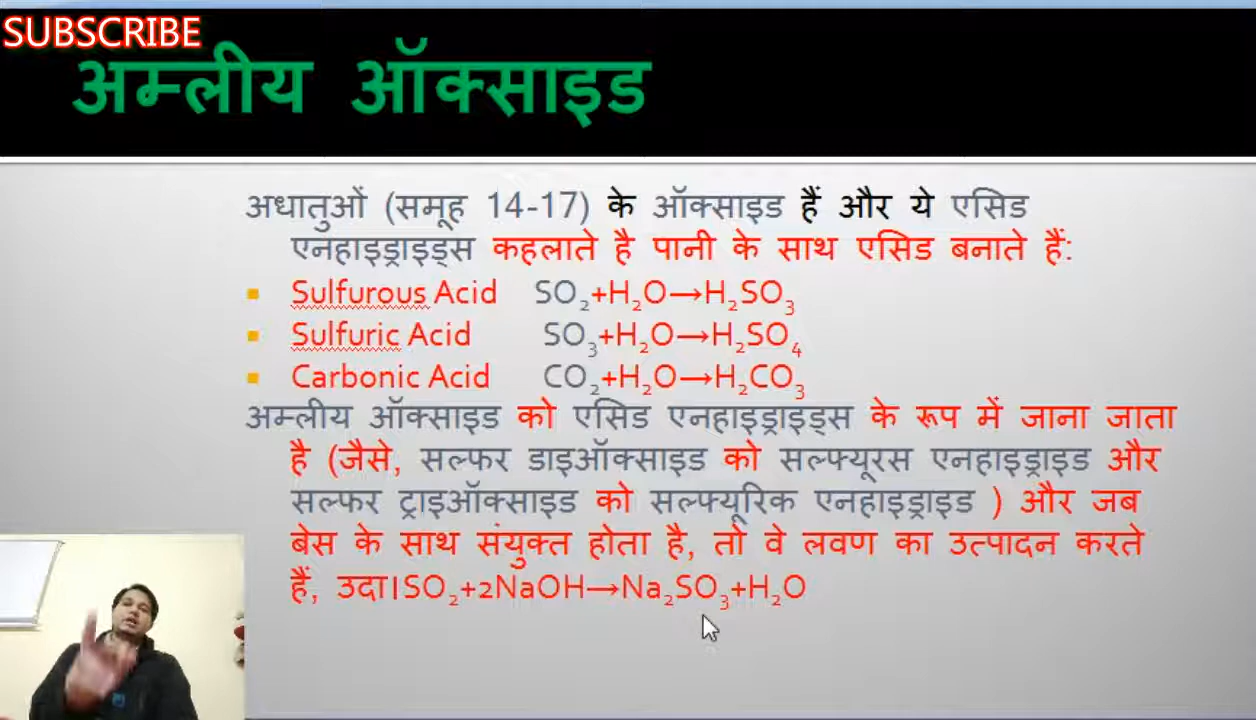 SUBSCRIBE
अम्लीय ऑक्साइड
अधातुओं (समूह 14-17) के ऑक्साइड हैं और ये एसिड
एनहाइड्राइड्स कहलाते है पानी के साथ एसिड बनाते हैं:
Sulfurous Acid SO₂+H₂O→H₂SO₃
Sulfuric Acid SO₃+H₂O→H₂SO₄
Carbonic Acid CO₂+H₂O→H₂CO₃
अम्लीय ऑक्साइड को एसिड एनहाइड्राइड्स के रूप में जाना जाता
है (जैसे, सल्फर डाइऑक्साइड को सल्फ्यूरस एनहाइड्राइड और
सल्फर ट्राइऑक्साइड को सल्फ्यूरिक एनहाइड्राइड ) और जब
बेस के साथ संयुक्त होता है, तो वे लवण का उत्पादन करते
हैं, उदा।SO₂+2NaOH→Na₂SO₃+H₂O